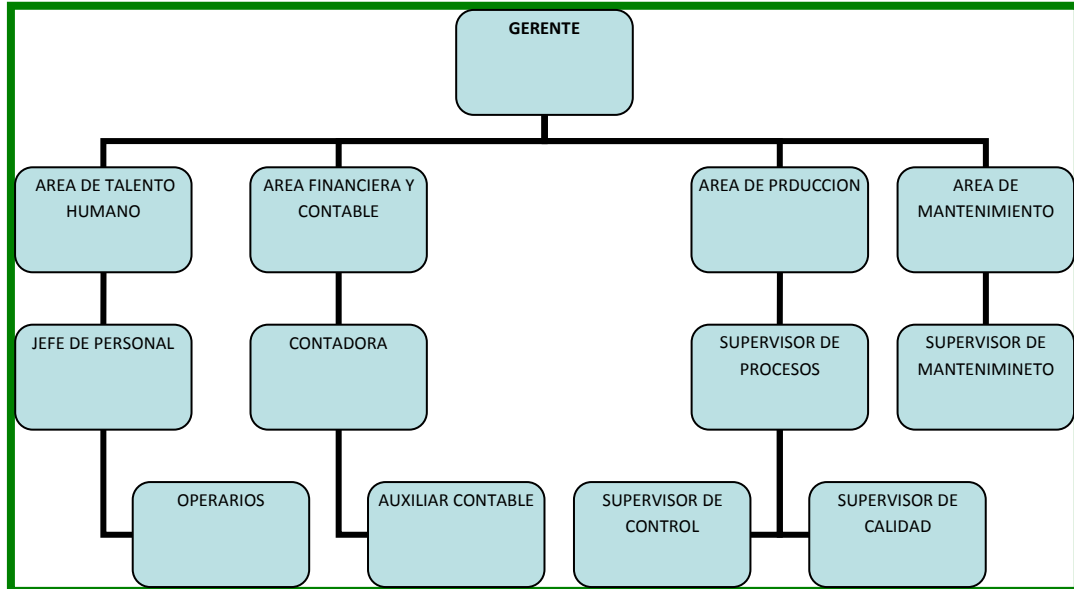 GERENTE
AREA DE TALENTO
HUMANO
AREA FINANCIERA Y
CONTABLE
AREA DE PRDUCCION
AREA DE
MANTENIMIENTO
JEFE DE PERSONAL
CONTADORA
SUPERVISOR DE
PROCESOS
SUPERVISOR DE
MANTENIMINETO
OPERARIOS
AUXILIAR CONTABLE
SUPERVISOR DE
CONTROL
SUPERVISOR DE
CALIDAD